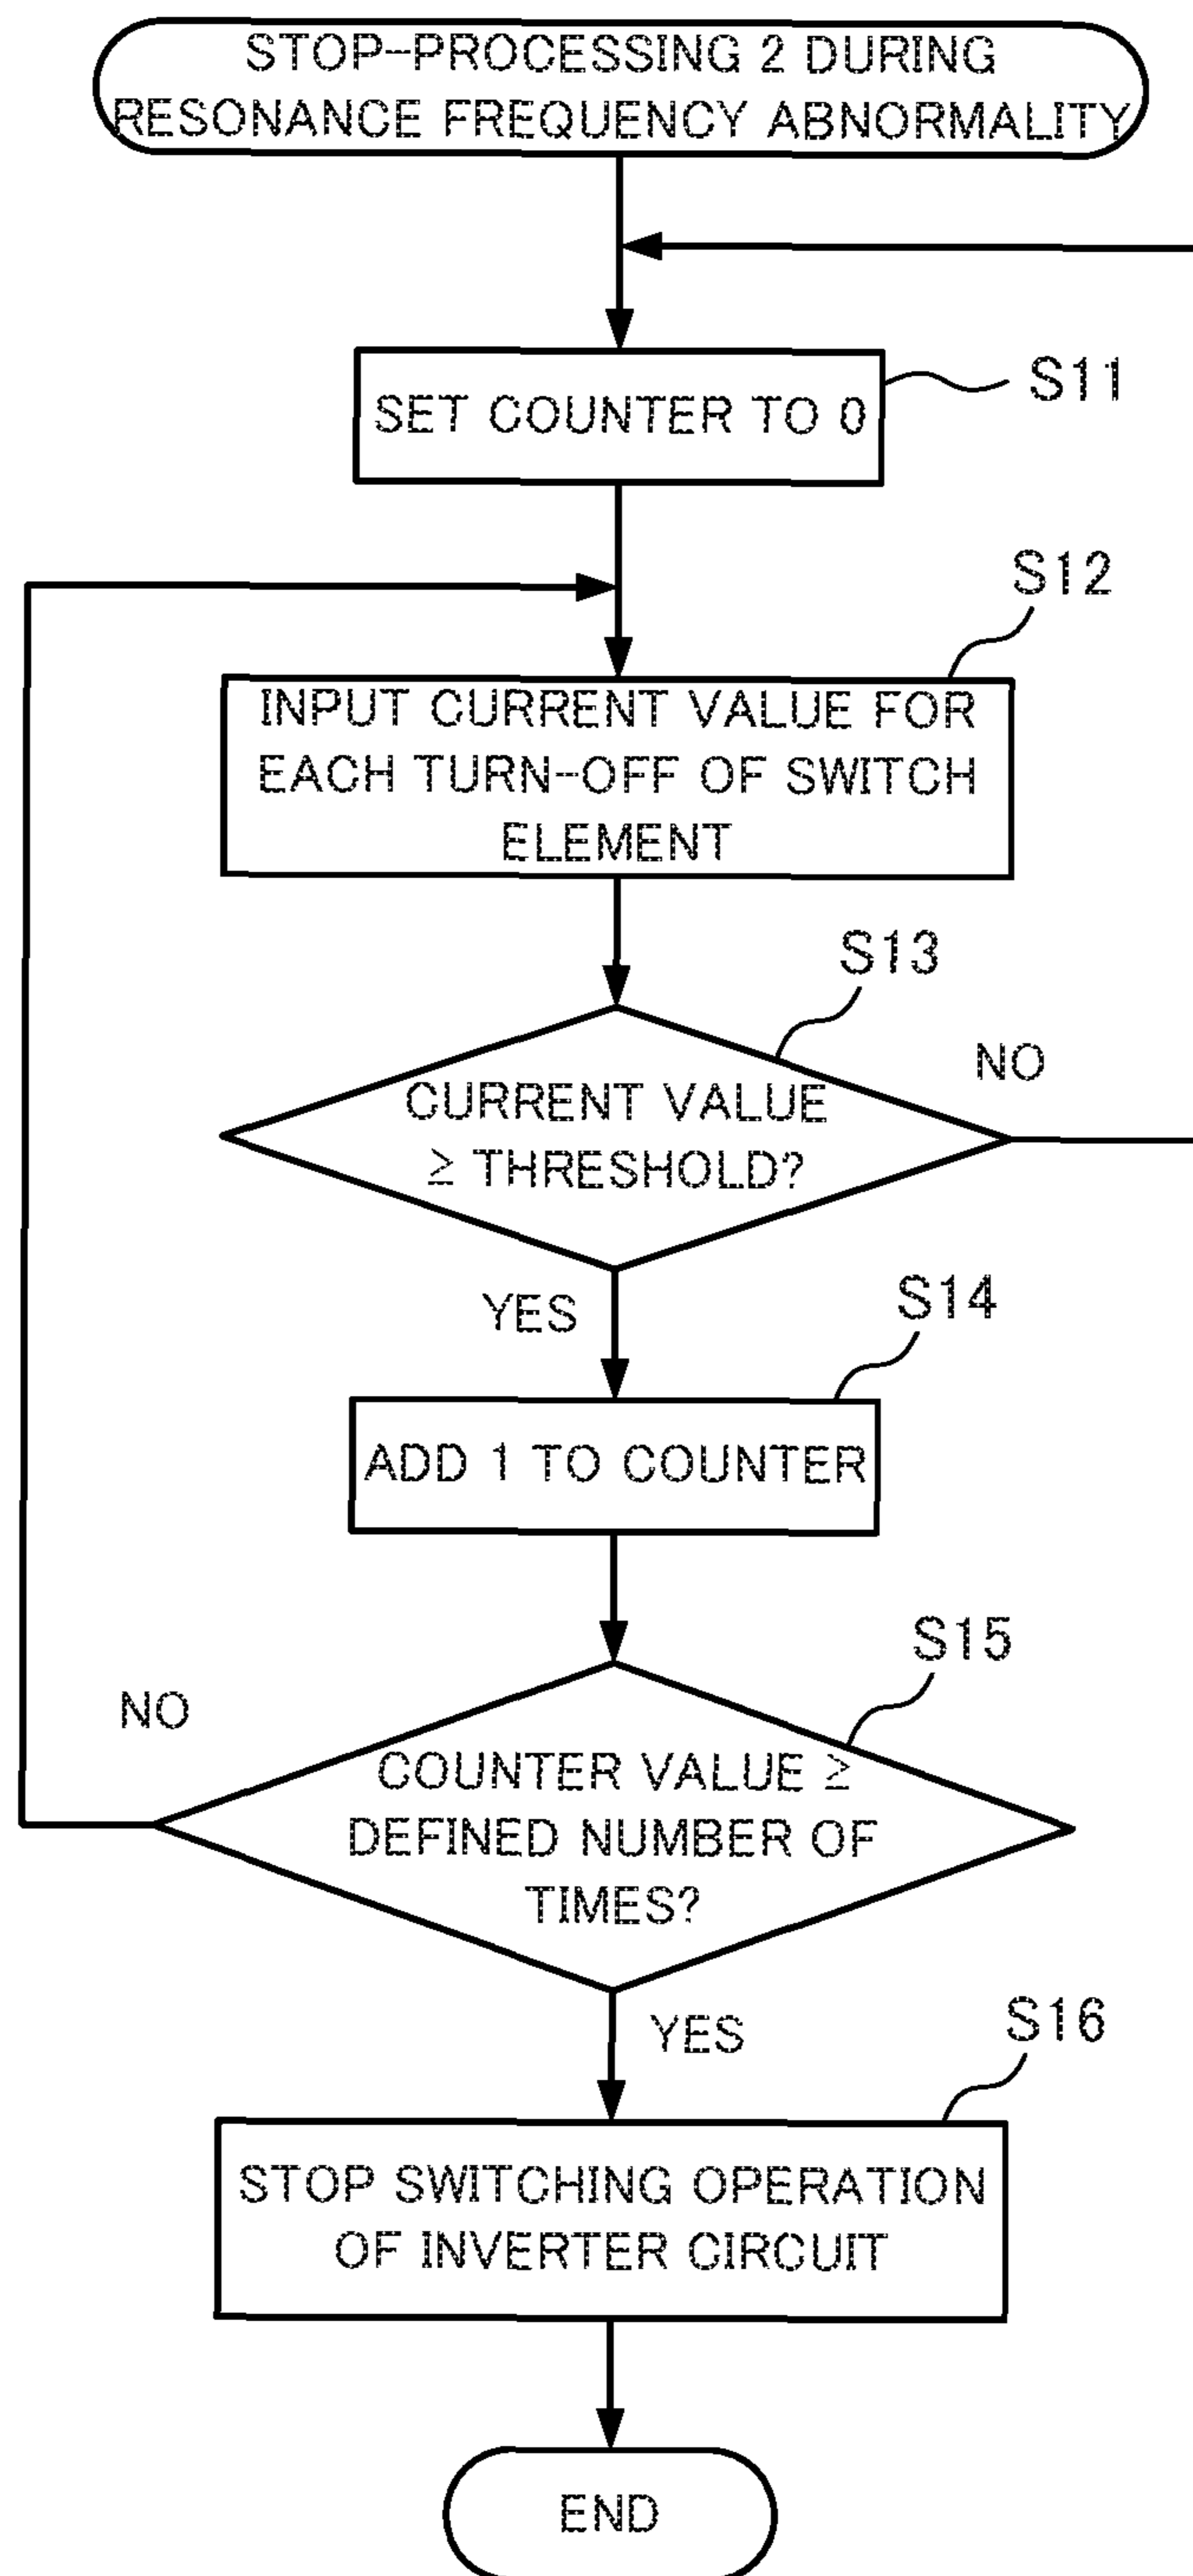 STOP-PROCESSING 2 DURING
RESONANCE FREQUENCY ABNORMALITY
SET COUNTER TO 0
S11
S12
INPUT CURRENT VALUE FOR
EACH TURN-OFF OF SWITCH
ELEMENT
S13
NO
CURRENT VALUE
≥ THRESHOLD?
YES
S14
ADD 1 TO COUNTER
S15
NO
COUNTER VALUE ≥
DEFINED NUMBER OF
TIMES?
YES
S16
STOP SWITCHING OPERATION
OF INVERTER CIRCUIT
END